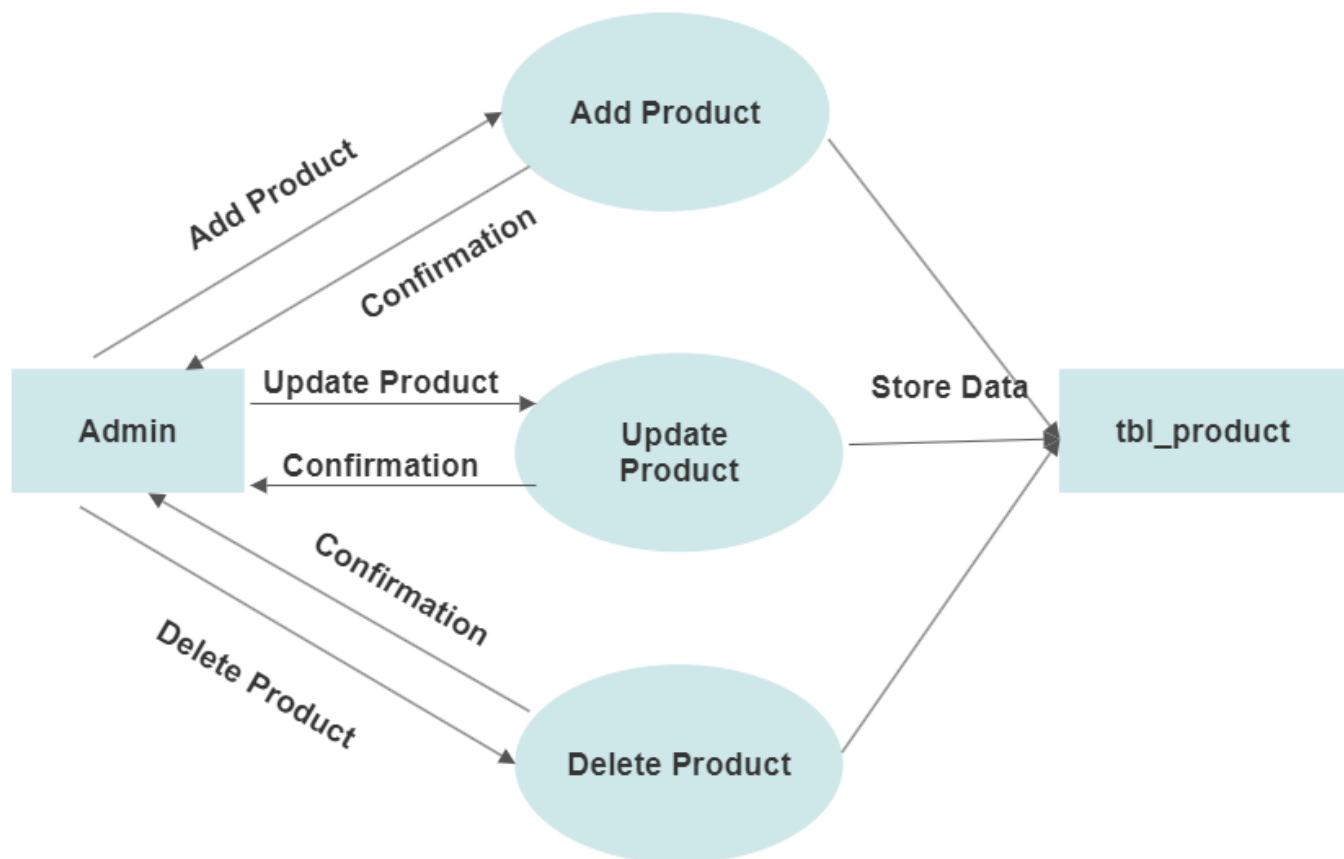 Add Product
Add Product
Confirmation
Update Product
Store Data
Admin
Update
Product
tbl_product
Confirmation
Confirmation
Delete Product
Delete Product